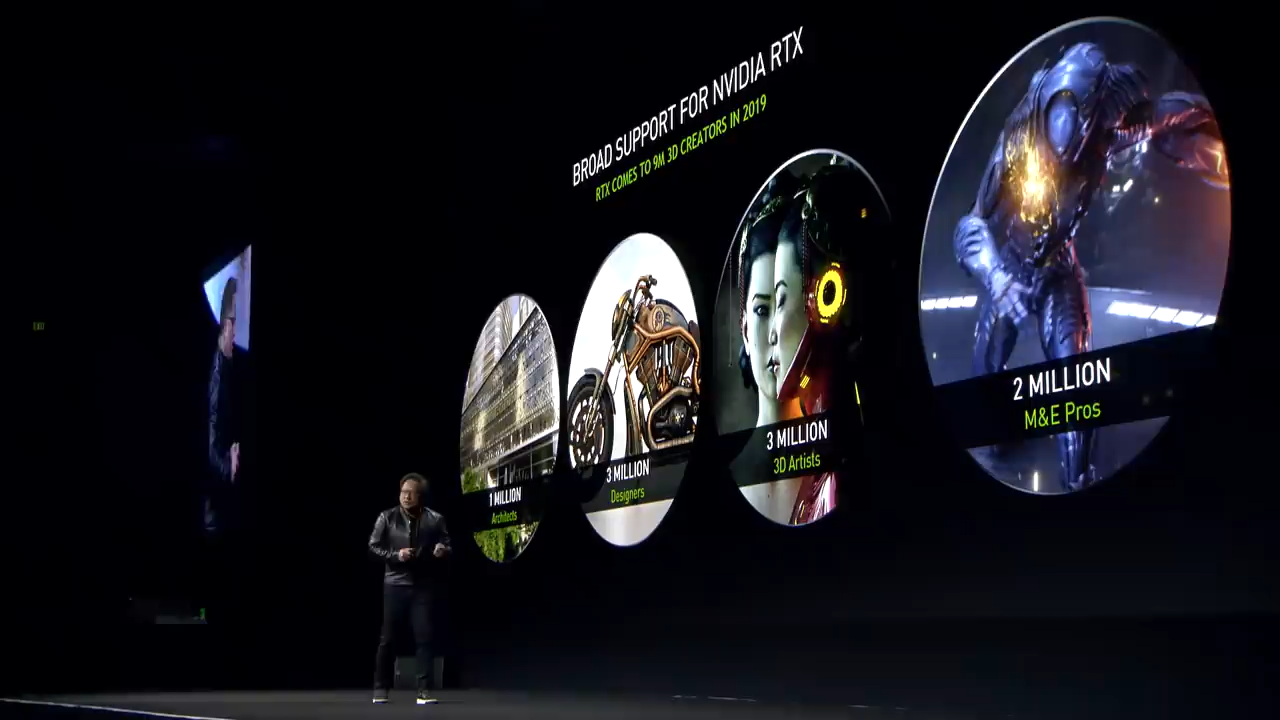 BROAD SUPPORT FOR NVIDIA RTX
RTX COMES TO 9M 3D CREATORS IN 2019
1 MILLION
Architects
3 MILLION
Designers
3 MILLION
3D Artists
2 MILLION
M&E Pros